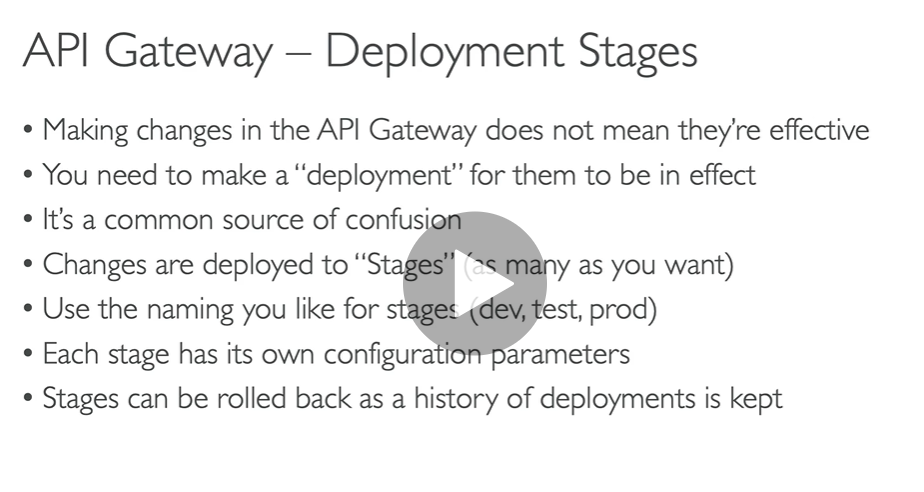 API Gateway – Deployment Stages
• Making changes in the API Gateway does not mean they’re effective
• You need to make a “deployment” for them to be in effect
• It’s a common source of confusion
• Changes are deployed to “Stages” (as many as you want)
• Use the naming you like for stages (dev, test, prod)
• Each stage has its own configuration parameters
• Stages can be rolled back as a history of deployments is kept